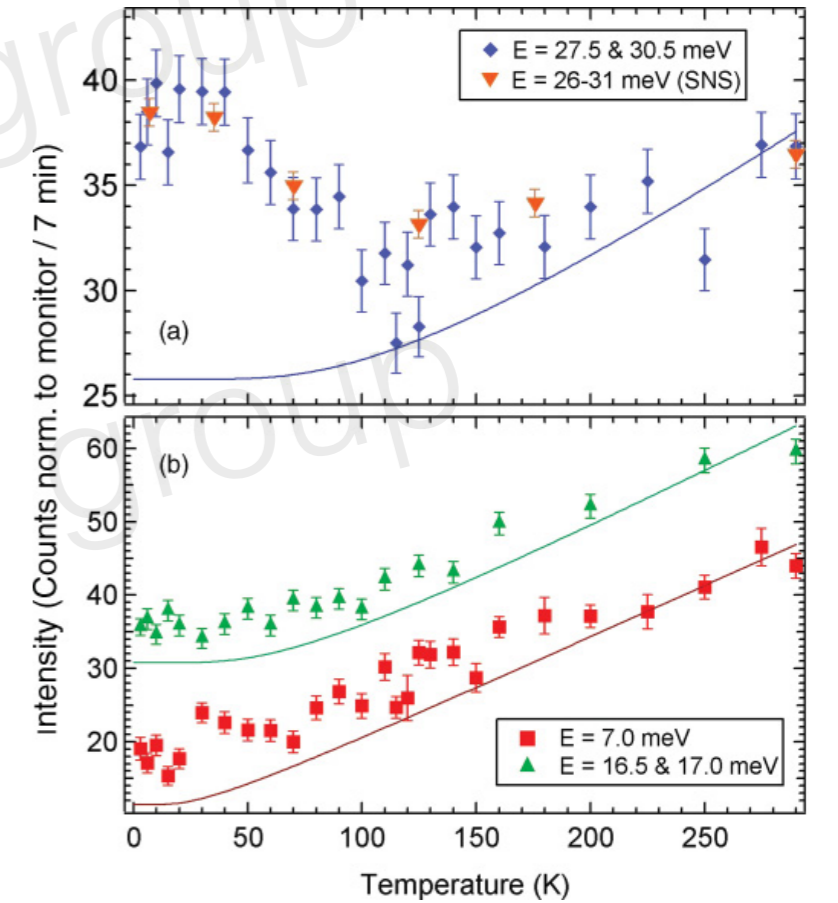 group
E = 27.5 & 30.5 meV
E = 26-31 meV (SNS)
40
35
30
25
(a)
Intensity (Counts norm. to monitor / 7 min)
group
(b)
60
50
40
30
20
E = 7.0 meV
E = 16.5 & 17.0 meV
0
50
100
150
200
250
Temperature (K)